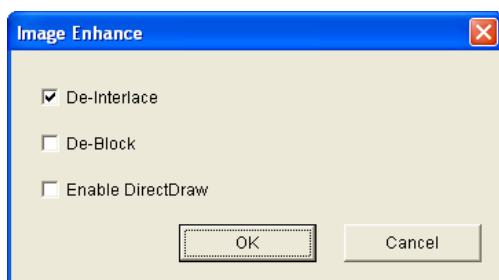 Image Enhance
De-Interlace
De-Block
Enable DirectDraw
OK Cancel